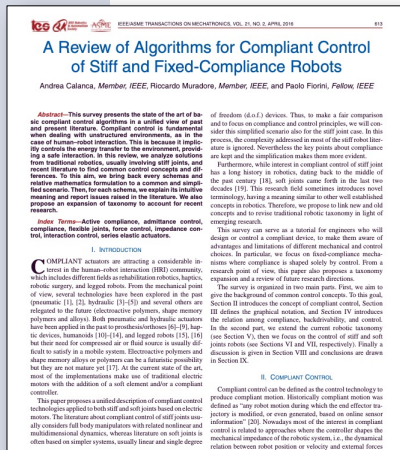 IEEE/ASME TRANSACTIONS ON MECHATRONICS, VOL. 21, NO. 2, APRIL 2016 613
A Review of Algorithms for Compliant Control
of Stiff and Fixed-Compliance Robots
Andrea Calanca, Member, IEEE, Riccardo Muradore, Member, IEEE, and Paolo Fiorini, Fellow, IEEE
Abstract—This survey presents the state of the art of ba-
sic compliant control algorithms in a unified view of past
and present literature. Compliant control is fundamental
when dealing with unstructured environments, as in the
case of human–robot interaction. This is because it implic-
itly controls the energy transfer to the environment, provid-
ing a safe interaction. In this review, we analyze solutions
from traditional robotics, usually involving stiff joints, and
recent literature to find common control concepts and dif-
ferences. To this aim, we bring back every schemas and
relative mathematics formulation to a common and simpli-
fied scenario. Then, for each schema, we explain its intuitive
meaning and report issues raised in the literature. We also
propose an expansion of taxonomy to account for recent
research.
Index Terms—Active compliance, admittance control,
compliance, flexible joints, force control, impedance con-
trol, interaction control, series elastic actuators.
I. INTRODUCTION
COMPLIANT actuators are attracting a considerable in-
terest in the human–robot interaction (HRI) community,
which includes different fields as rehabilitation robotics, haptics,
robotic surgery, and legged robots. From the mechanical point
of view, several technologies have been explored in the past
(pneumatic [1], [2], hydraulic [3]–[5]) and several others are
relegated to the future (electroactive polymers, shape memory
polymers and alloys). Both pneumatic and hydraulic actuators
have been applied in the past to prosthesis/orthoses [6]–[9], hap-
tic devices, humanoids [10]–[14], and legged robots [15], [16]
but their need for compressed air or fluid source is usually dif-
ficult to satisfy in a mobile system. Electroactive polymers and
shape memory alloys or polymers can be a futuristic possibility
but they are not mature yet [17]. At the current state of the art,
most of the implementations make use of traditional electric
motors with the addition of a soft element and/or a compliant
controller.
This paper proposes a unified description of compliant control
technologies applied to both stiff and soft joints based on electric
motors. The literature about compliant control of stiff joints usu-
ally considers full body manipulators with related nonlinear and
multidimensional dynamics, whereas literature on soft joints is
often based on simpler systems, usually linear and single degree
of freedom (d.o.f.) devices. Thus, to make a fair comparison
and to focus on compliance and control principles, we will con-
sider this simplified scenario also for the stiff joint case. In this
process, the complexity addressed in most of the stiff robot liter-
ature is ignored. Nevertheless the key points about compliance
are kept and the simplification makes them more evident.
Furthermore, while interest in compliant control of stiff joint
has a long history in robotics, dating back to the middle of
the past century [18], soft joints came forth in the last two
decades [19]. This research field sometimes introduces novel
terminology, having a meaning similar to other well established
concepts in robotics. Therefore, we propose to link new and old
concepts and to revise traditional robotic taxonomy in light of
emerging research.
This survey can serve as a tutorial for engineers who will
design or control a compliant device, to make them aware of
advantages and limitations of different mechanical and control
choices. In particular, we focus on fixed-compliance mecha-
nisms where compliance is shaped solely by control. From a
research point of view, this paper also proposes a taxonomy
expansion and a review of future research directions.
The survey is organized in two main parts. First, we aim to
give the background of common control concepts. To this goal,
Section II introduces the concept of compliant control, Section
III defines the graphical notation, and Section IV introduces
the relation among compliance, backdrivability, and control.
In the second part, we extend the current robotic taxonomy
(see Section V), then we focus on the control of stiff and soft
joint robots (see Sections VI and VII, respectively). Finally a
discussion is given in Section VIII and conclusions are drawn
in Section IX.
II. COMPLIANT CONTROL
Compliant control can be defined as the control technology to
produce compliant motion. Historically compliant motion was
defined as "any robot motion during which the end effector tra-
jectory is modified, or even generated, based on online sensor
information" [20]. Nowadays most of the interest in compliant
control is related to approaches where the controller shapes the
mechanical impedance of the robotic system, i.e., the dynamical
relation between robot position or velocity and external forces